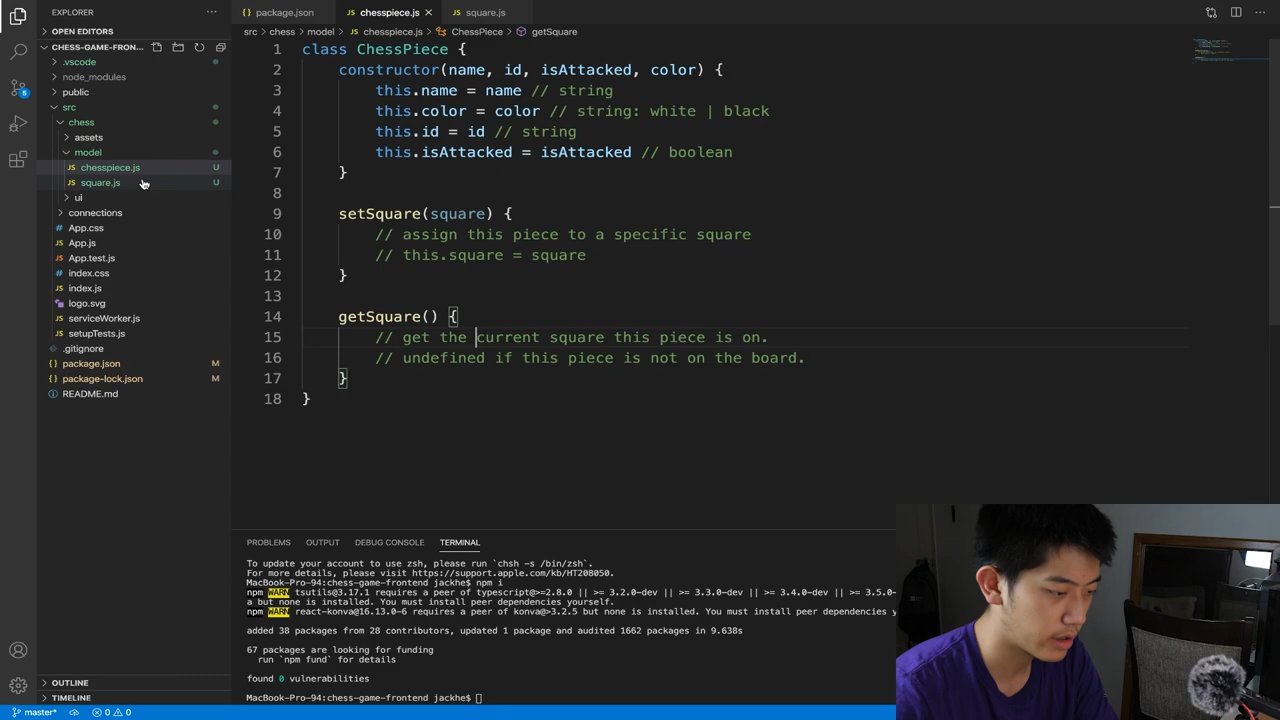 EXPLORER
OPEN EDITORS
CHESS-GAME-FRON...
.vscode
node_modules
public
src
chess
assets
model
JS chesspiece.js U
JS square.js U
ui
connections
App.css
JS App.js
JS App.test.js
index.css
JS index.js
logo.svg
JS serviceWorker.js
JS setupTests.js
.gitignore
package.json M
package-lock.json M
README.md
OUTLINE
TIMELINE
5
package.json
JS chesspiece.js
JS square.js
src > chess > model > JS chesspiece.js > ChessPiece > getSquare
1 class ChessPiece {
2 constructor(name, id, isAttacked, color) {
3 this.name = name // string
4 this.color = color // string: white | black
5 this.id = id // string
6 this.isAttacked = isAttacked // boolean
7 }
8
9 setSquare(square) {
10 // assign this piece to a specific square
11 // this.square = square
12 }
13
14 getSquare() {
15 // get the current square this piece is on.
16 // undefined if this piece is not on the board.
17 }
18 }
PROBLEMS OUTPUT DEBUG CONSOLE TERMINAL
To update your account to use zsh, please run `chsh -s /bin/zsh`.
For more details, please visit https://support.apple.com/kb/HT208050.
MacBook-Pro-94:chess-game-frontend jackhe$ npm i
npm WARN tsutils@3.17.1 requires a peer of typescript@>=2.8.0 || >= 3.2.0-dev || >= 3.3.0-dev || >= 3.4.0-dev || >= 3.5.0-
a but none is installed. You must install peer dependencies yourself.
npm WARN react-konva@16.13.0-6 requires a peer of konva@>3.2.5 but none is installed. You must install peer dependencies y
added 38 packages from 28 contributors, updated 1 package and audited 1662 packages in 9.638s
67 packages are looking for funding
run `npm fund` for details
found 0 vulnerabilities
MacBook-Pro-94:chess-game-frontend jackhe$
master* 0 0